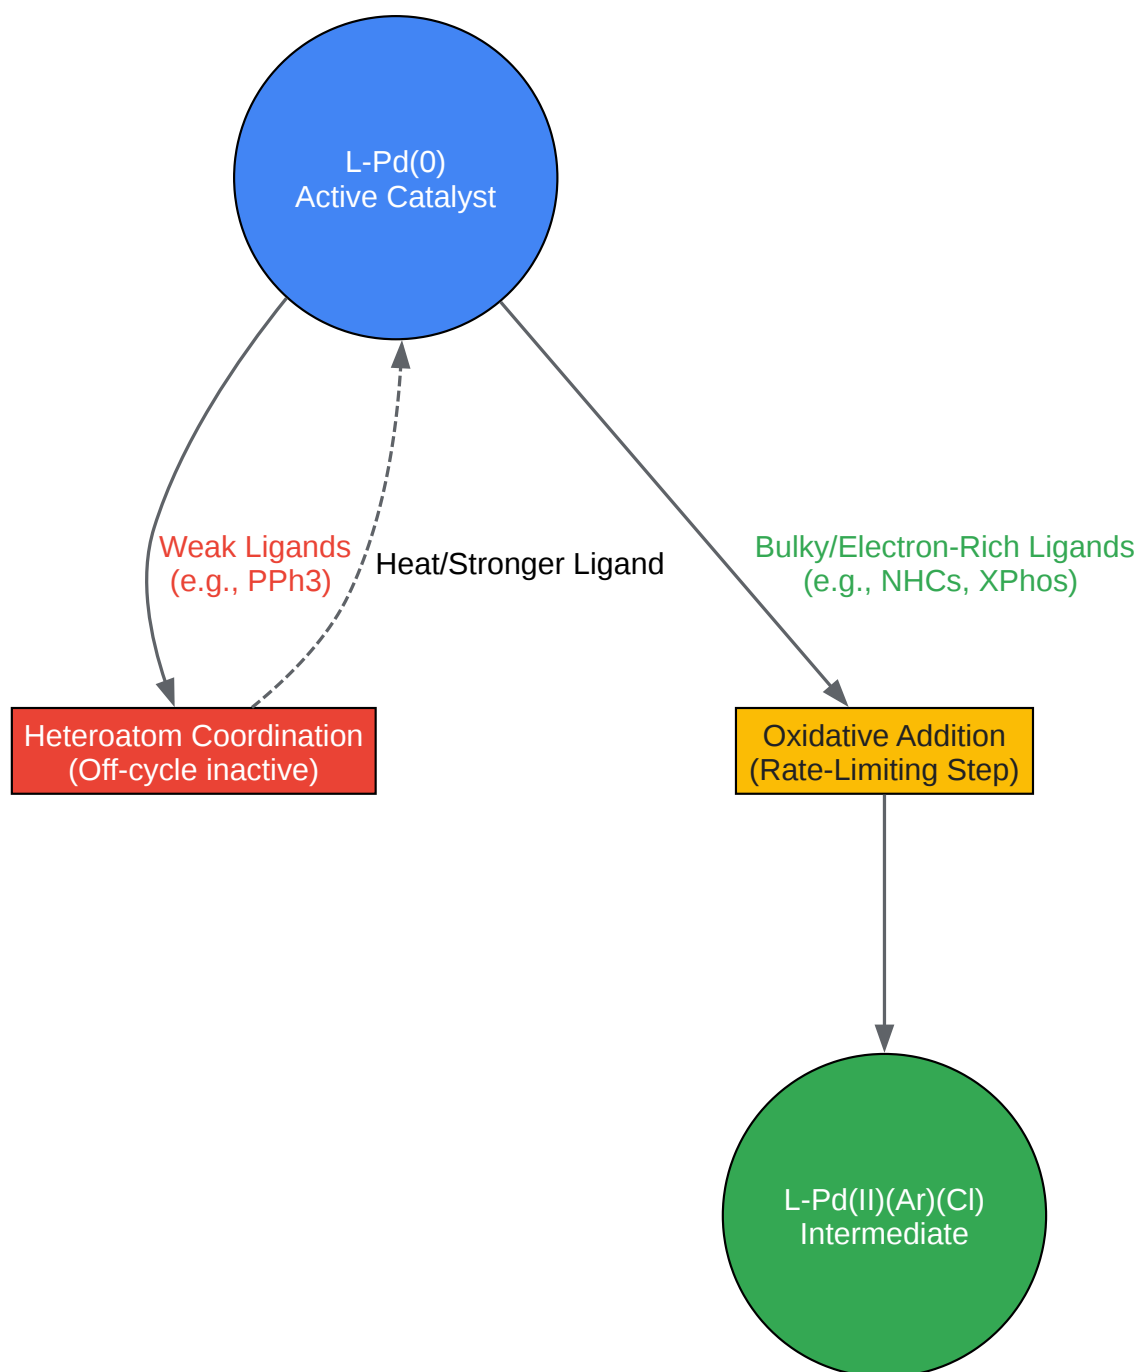 L-Pd(0)
Active Catalyst
Weak Ligands
(e.g., PPh3)
Heat/Stronger Ligand
Bulky/Electron-Rich Ligands
(e.g., NHCs, XPhos)
Heteroatom Coordination
(Off-cycle inactive)
Oxidative Addition
(Rate-Limiting Step)
L-Pd(II)(Ar)(Cl)
Intermediate